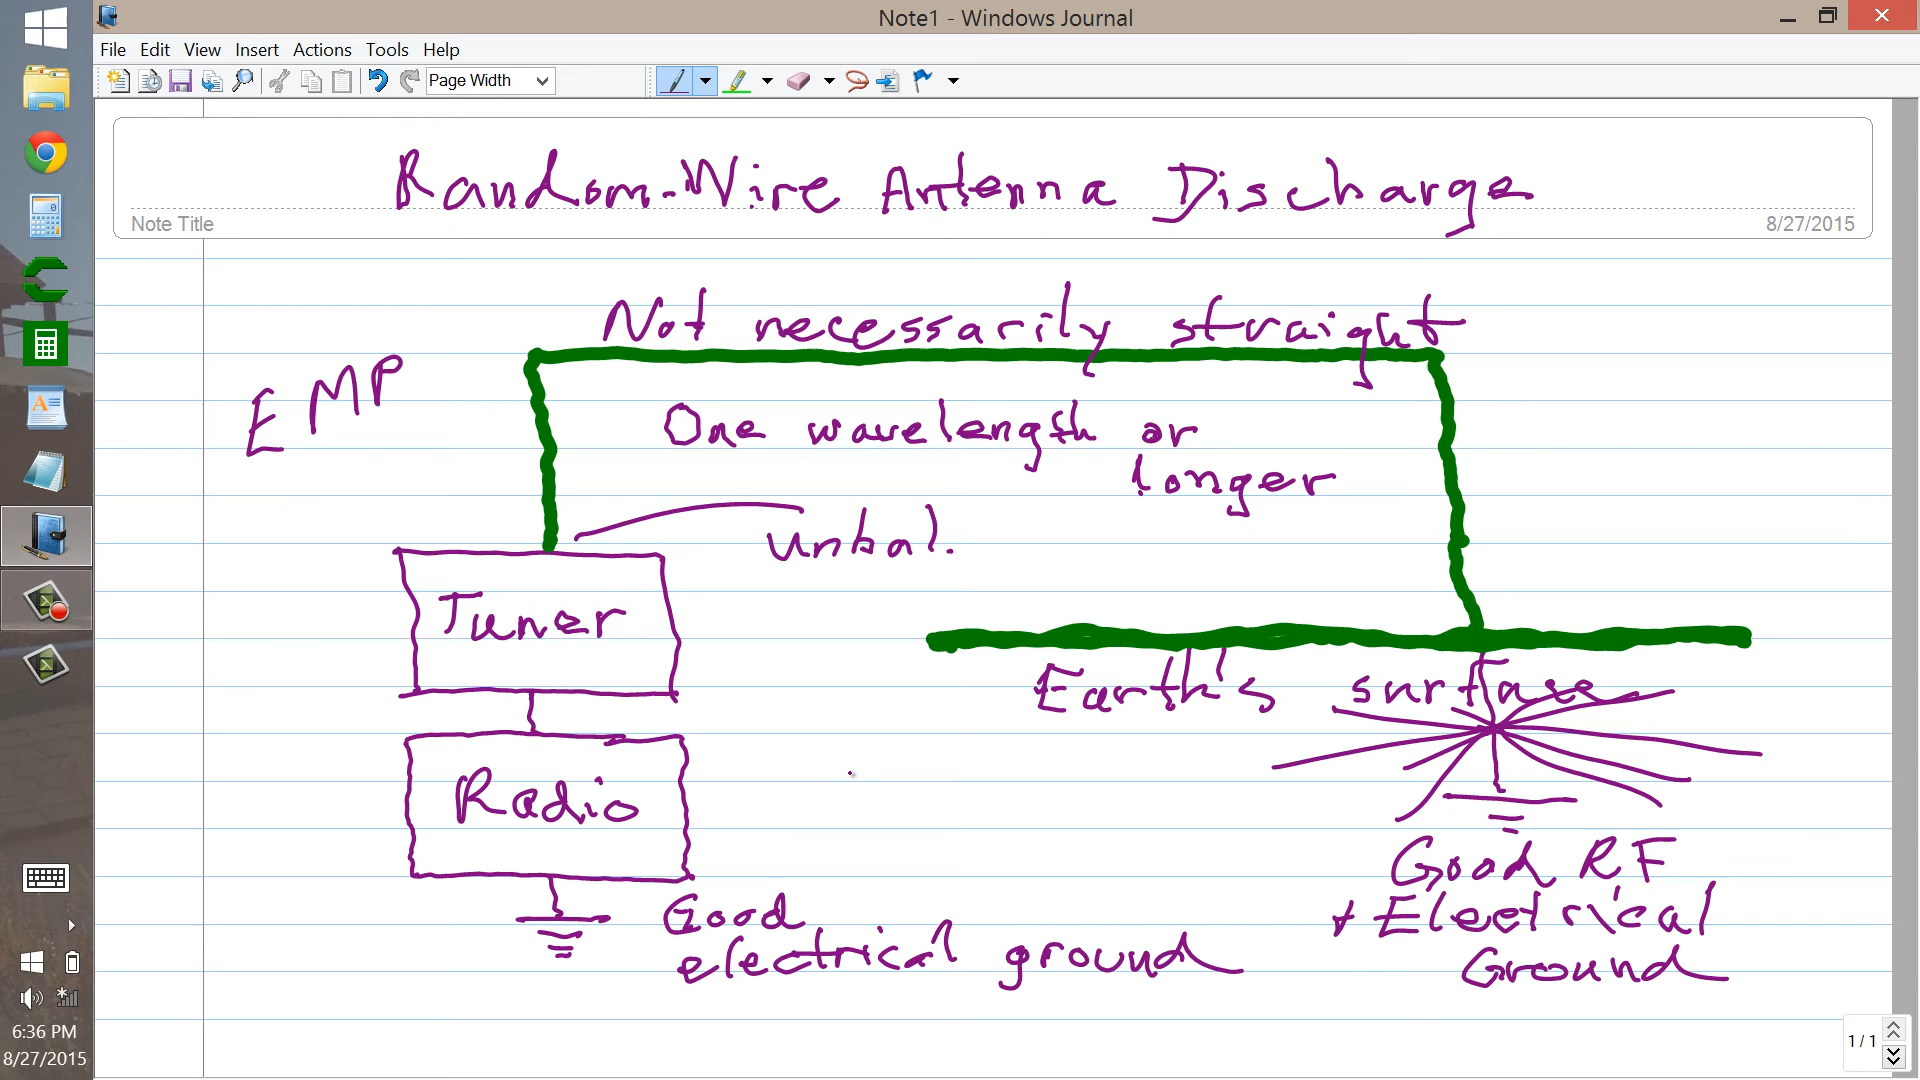 Note1 - Windows Journal
File Edit View Insert Actions Tools Help
Page Width
Random-Wire Antenna Discharge
Note Title
8/27/2015
Not necessarily straight
EMP
One wavelength or
longer
Unbal.
Tuner
Earth's surface
Radio
Good
electrical ground
Good RF
+ Electrical
Ground
1 / 1
6:36 PM
8/27/2015